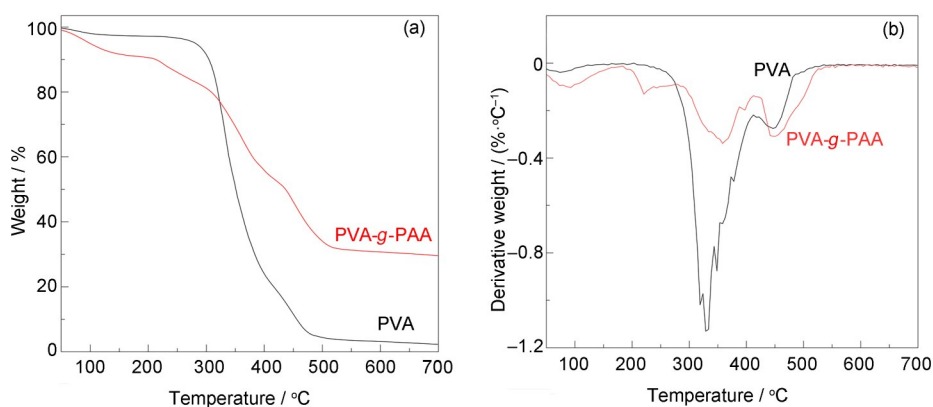 (a)
100
80
60
40
20
0
Weight / %
PVA-g-PAA
PVA
100 200 300 400 500 600 700
Temperature / °C
(b)
0
−0.4
−0.8
−1.2
Derivative weight / (%·°C⁻¹)
PVA
PVA-g-PAA
100 200 300 400 500 600 700
Temperature / °C